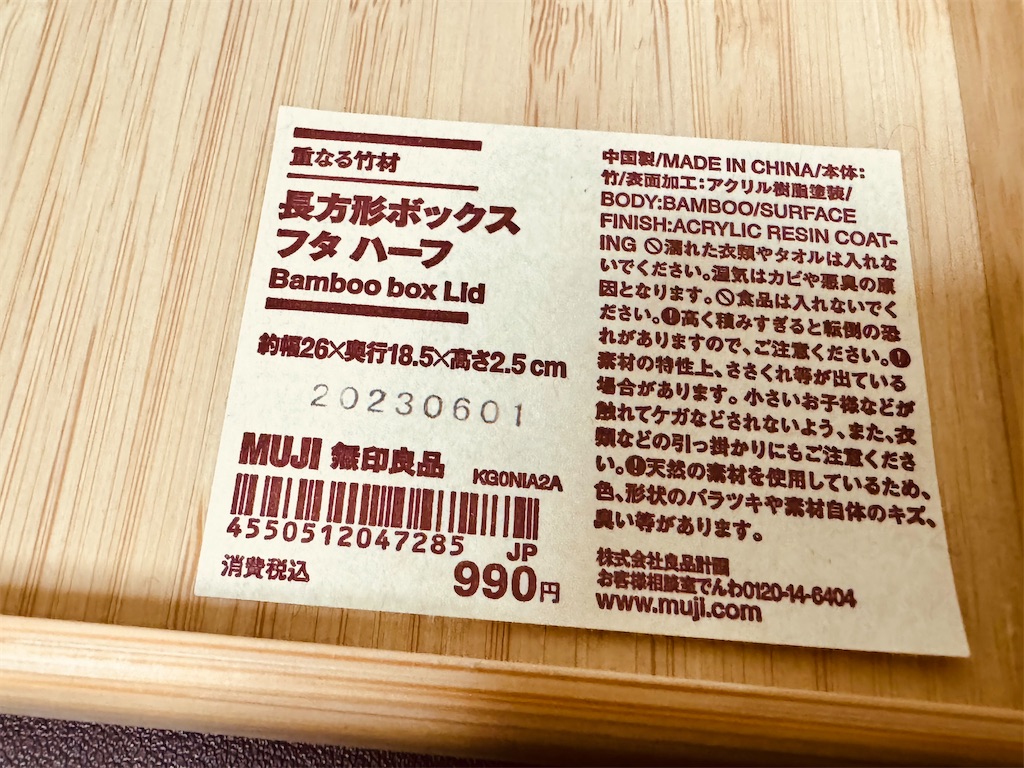 重なる竹材
長方形ボックス
フタ ハーフ
Bamboo box Lid
約幅26×奥行18.5×高さ2.5 cm
20230601
MUJI 無印良品
KG0NIA2A
4550512047285
JP
消費税込
990円
中国製/MADE IN CHINA/本体:
竹/表面加工:アクリル樹脂塗装/
BODY:BAMBOO/SURFACE
FINISH:ACRYLIC RESIN COAT-
ING 🚫濡れた衣類やタオルは入れな
いでください。湿気はカビや悪臭の原
因となります。🚫食品は入れないでく
ださい。❗高く積みすぎると転倒の恐
れがありますので、ご注意ください。❗
素材の特性上、ささくれ等が出ている
場合があります。小さいお子様などが
触れてケガなどされないよう、また、衣
類などの引っ掛かりにもご注意くださ
い。❗天然の素材を使用しているため、
色、形状のバラツキや素材自体のキズ、
臭い等があります。
株式会社良品計画
お客様相談室でんわ0120-14-6404
www.muji.com